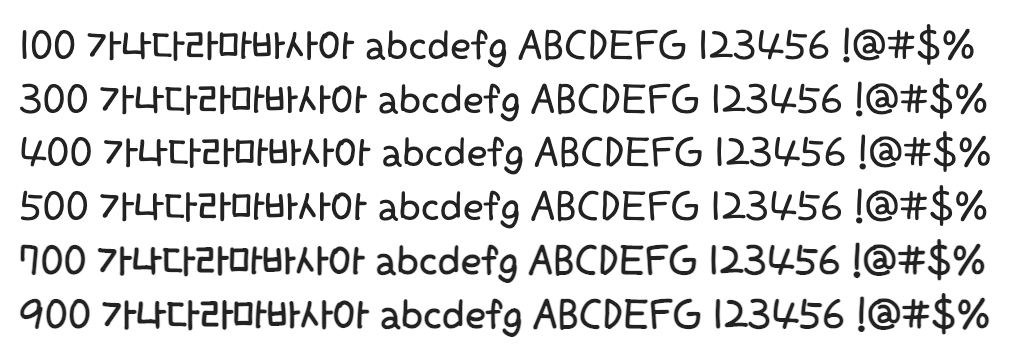 100 가나다라마바사아 abcdefg ABCDEFG 123456 !@#$%
300 가나다라마바사아 abcdefg ABCDEFG 123456 !@#$%
400 가나다라마바사아 abcdefg ABCDEFG 123456 !@#$%
500 가나다라마바사아 abcdefg ABCDEFG 123456 !@#$%
700 가나다라마바사아 abcdefg ABCDEFG 123456 !@#$%
900 가나다라마바사아 abcdefg ABCDEFG 123456 !@#$%